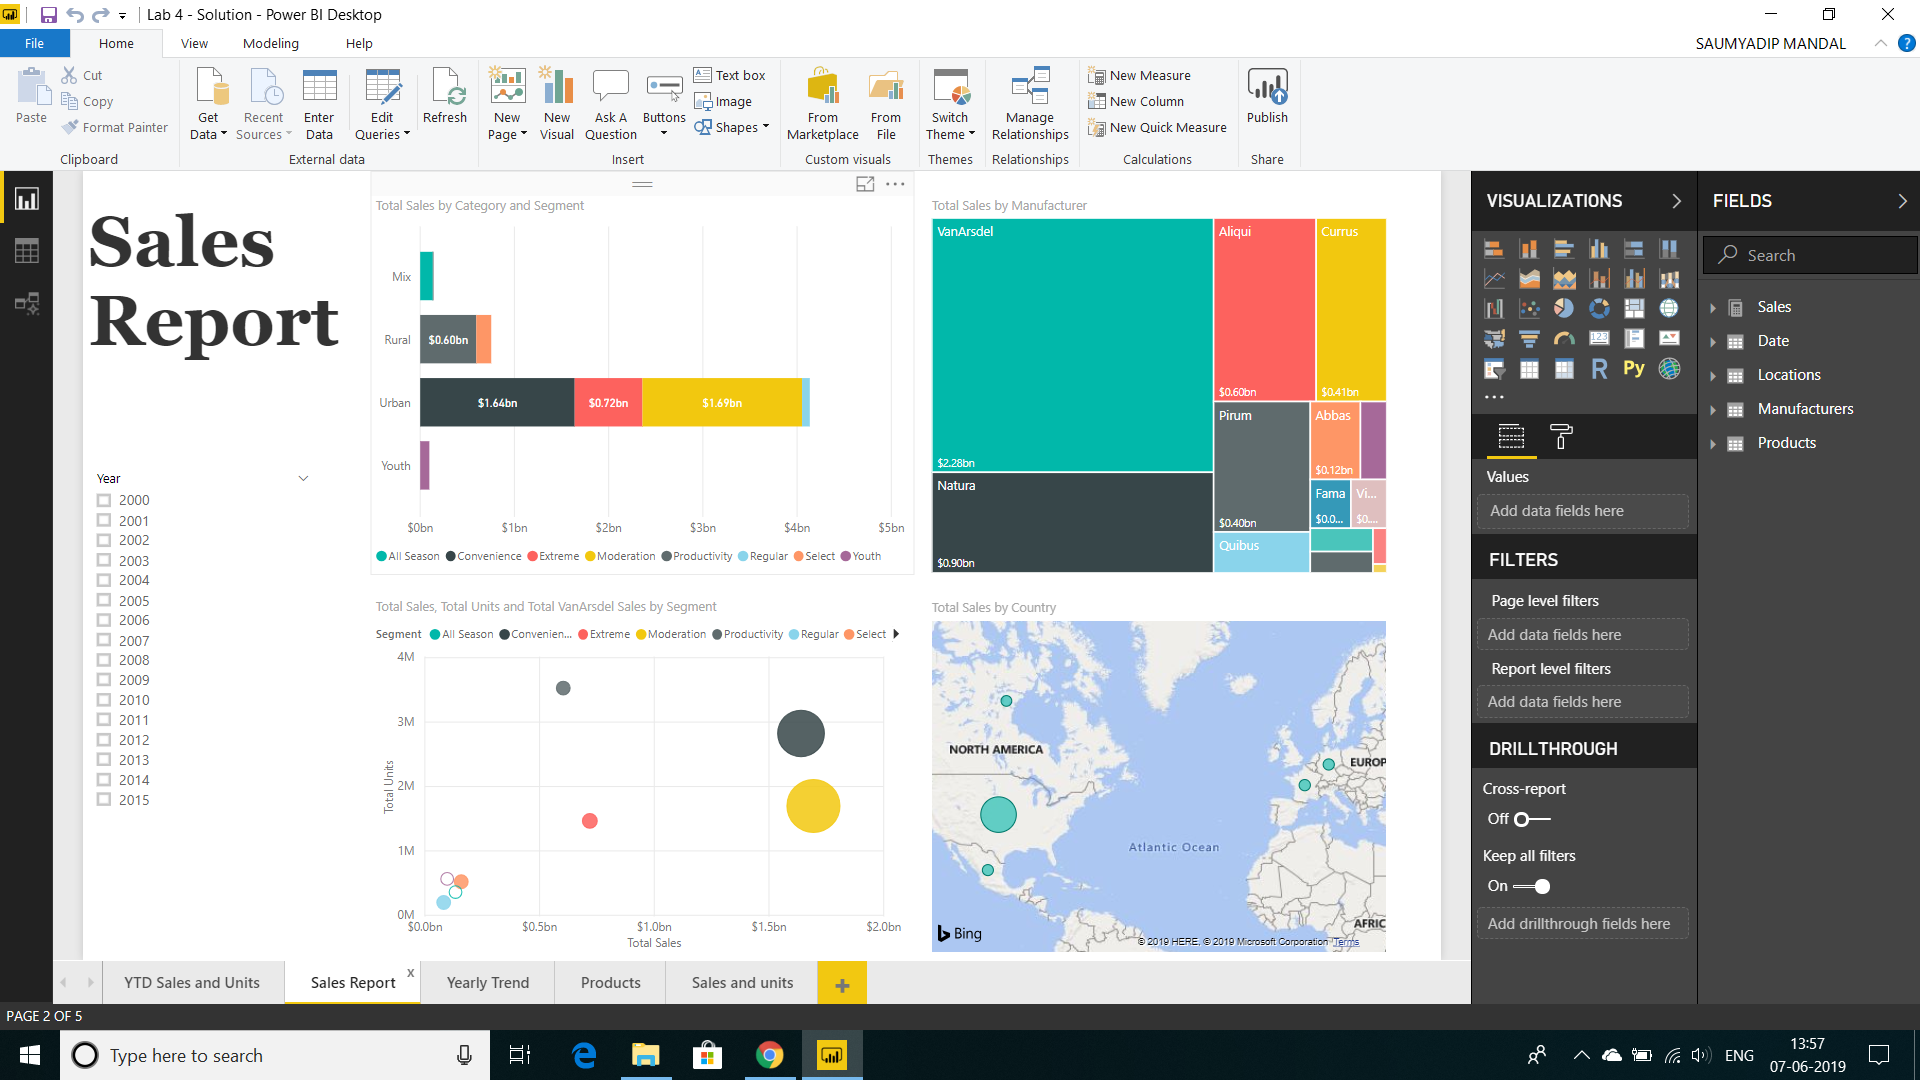 Lab 4 - Solution - Power BI Desktop
File Home View Modeling Help SAUMYADIP MANDAL
Paste
Cut
Copy
Format Painter
Clipboard
Get Data
Recent Sources
Enter Data
Edit Queries
Refresh
External data
New Page
New Visual
Ask A Question
Buttons
Text box
Image
Shapes
Insert
From Marketplace
From File
Custom visuals
Switch Theme
Themes
Manage Relationships
Relationships
New Measure
New Column
New Quick Measure
Calculations
Publish
Share
Sales
Report
Year
2000
2001
2002
2003
2004
2005
2006
2007
2008
2009
2010
2011
2012
2013
2014
2015
Total Sales by Category and Segment
Mix
Rural $0.60bn
Urban $1.64bn $0.72bn $1.69bn
Youth
$0bn $1bn $2bn $3bn $4bn $5bn
All Season Convenience Extreme Moderation Productivity Regular Select Youth
Total Sales by Manufacturer
VanArsdel
$2.28bn
Natura
$0.90bn
Aliqui
$0.60bn
Currus
$0.41bn
Pirum
$0.40bn
Quibus
Abbas
$0.12bn
Fama
$0.0...
Vi...
$0....
Total Sales, Total Units and Total VanArsdel Sales by Segment
Segment All Season Convenien... Extreme Moderation Productivity Regular Select
Total Units
4M
3M
2M
1M
0M
$0.0bn $0.5bn $1.0bn $1.5bn $2.0bn
Total Sales
Total Sales by Country
NORTH AMERICA
EUROP
Atlantic Ocean
AFRIC
Bing
© 2019 HERE, © 2019 Microsoft Corporation Terms
VISUALIZATIONS
123
R
Py
...
Values
Add data fields here
FILTERS
Page level filters
Add data fields here
Report level filters
Add data fields here
DRILLTHROUGH
Cross-report
Off
Keep all filters
On
Add drillthrough fields here
FIELDS
Search
Sales
Date
Locations
Manufacturers
Products
YTD Sales and Units Sales Report x Yearly Trend Products Sales and units +
PAGE 2 OF 5
Type here to search
ENG
13:57
07-06-2019